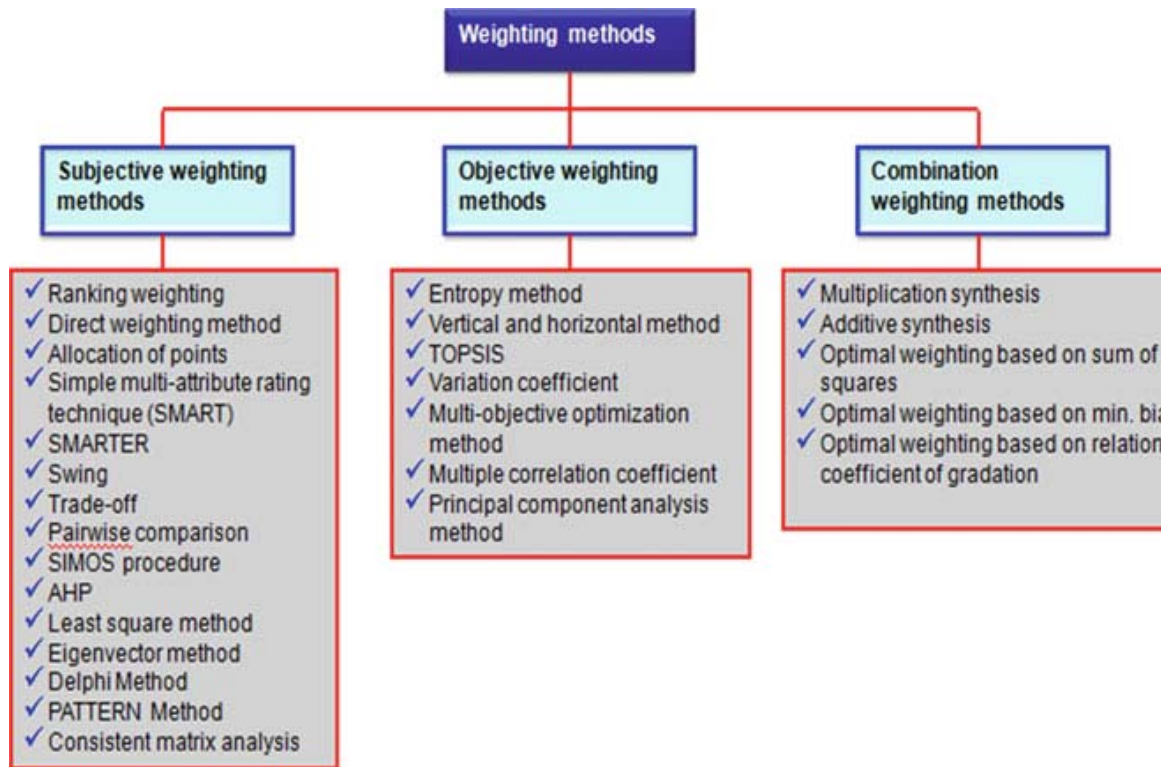 Weighting methods
Subjective weighting
methods
Objective weighting
methods
Combination
weighting methods
Ranking weighting
Direct weighting method
Allocation of points
Simple multi-attribute rating
technique (SMART)
SMARTER
Swing
Trade-off
Pairwise comparison
SIMOS procedure
AHP
Least square method
Eigenvector method
Delphi Method
PATTERN Method
Consistent matrix analysis
Entropy method
Vertical and horizontal method
TOPSIS
Variation coefficient
Multi-objective optimization
method
Multiple correlation coefficient
Principal component analysis
method
Multiplication synthesis
Additive synthesis
Optimal weighting based on sum of
squares
Optimal weighting based on min.
Optimal weighting based on relation
coefficient of gradation